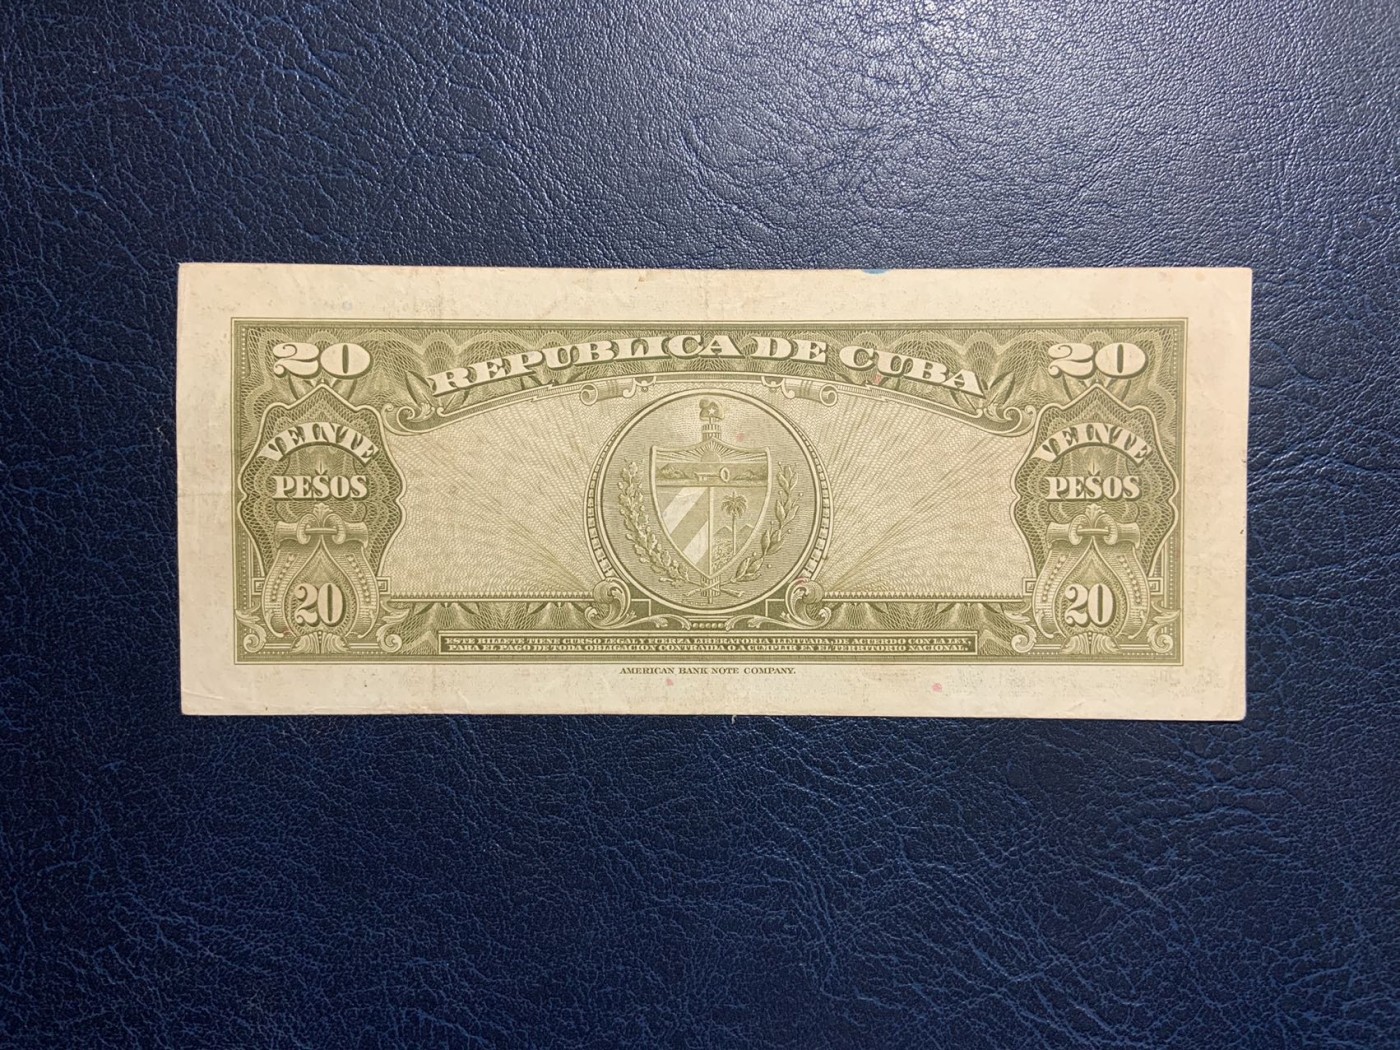 20 REPUBLICA DE CUBA 20
VEINTE VEINTE
PESOS PESOS
20 20
ESTE BILLETE TIENE CURSO LEGAL Y FUERZA LIBERATORIA ILIMITADA DE ACUERDO CON LA LEY
PARA EL PAGO DE TODA OBLIGACIÓN CONTRAIDA O A CUMPLIR EN EL TERRITORIO NACIONAL.
AMERICAN BANK NOTE COMPANY.